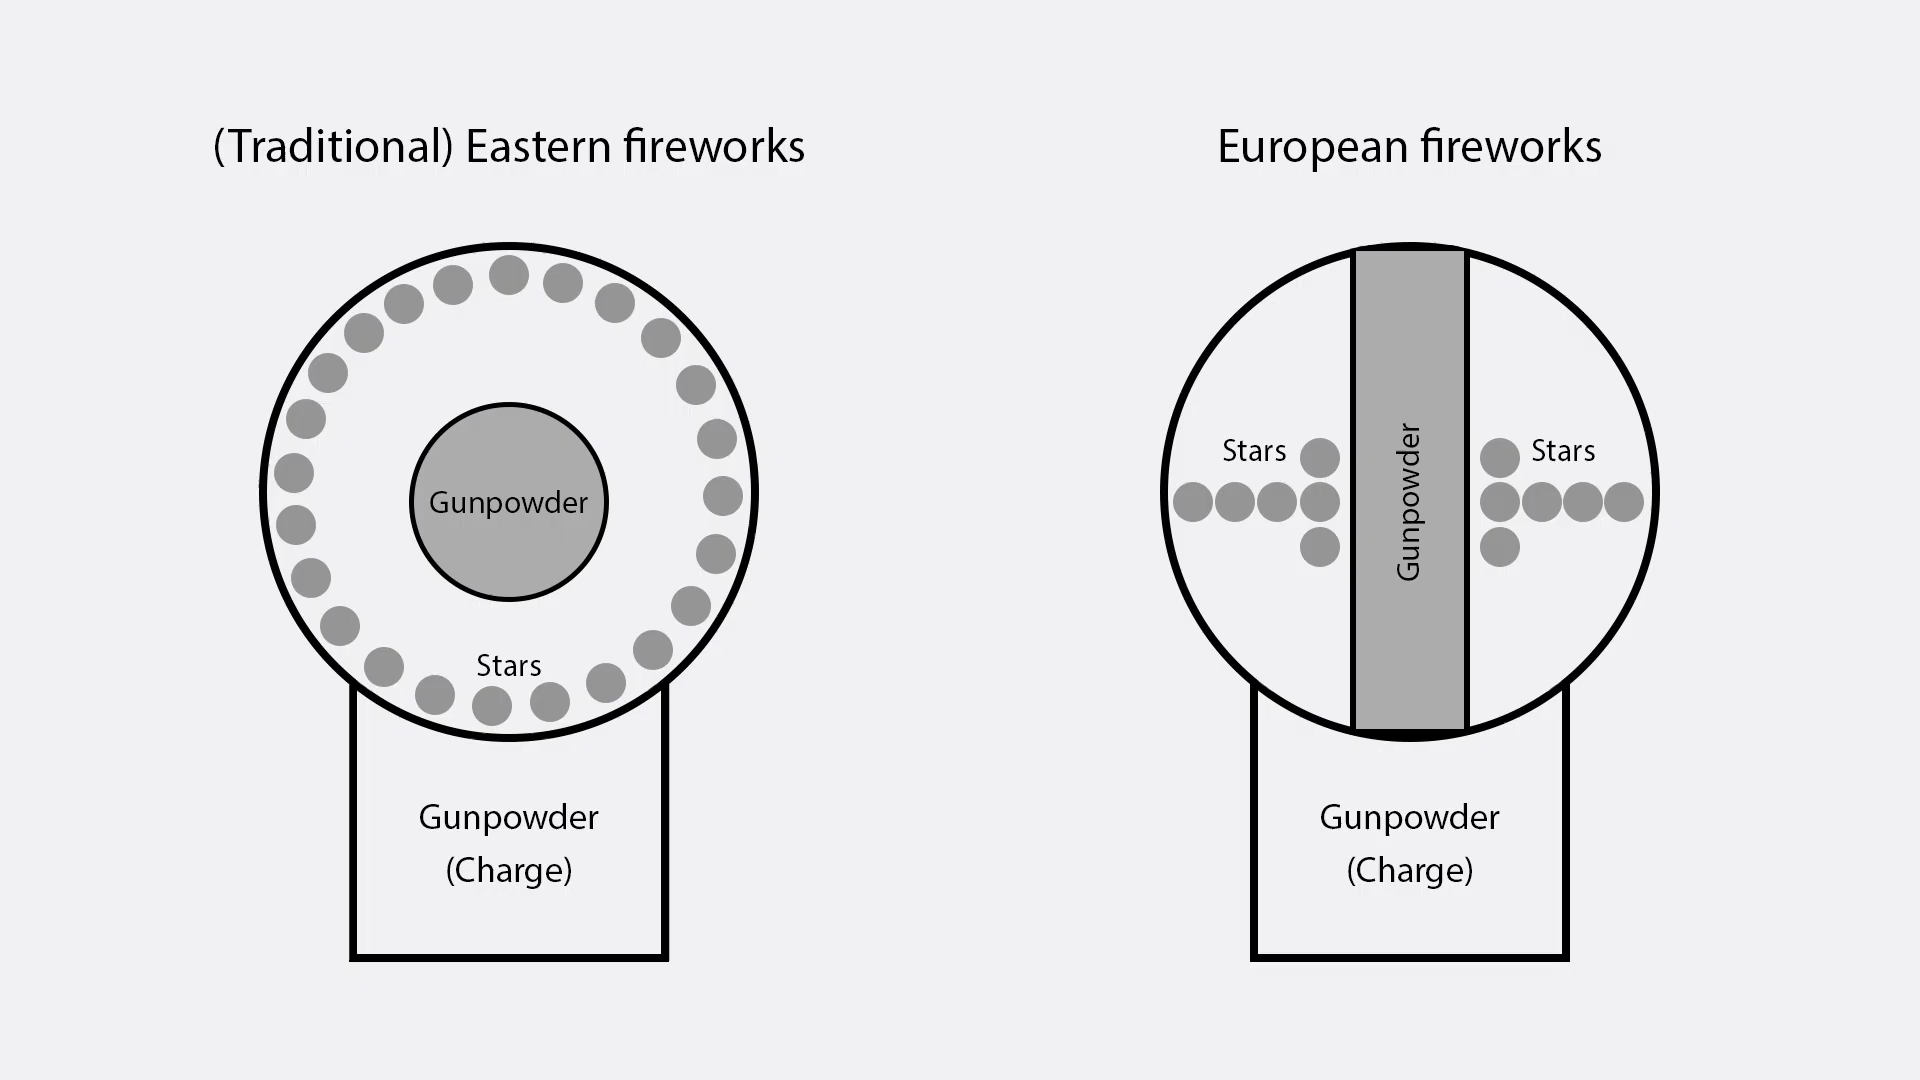 (Traditional) Eastern fireworks
Gunpowder
Stars
Gunpowder
(Charge)
European fireworks
Stars
Gunpowder
Stars
Gunpowder
(Charge)